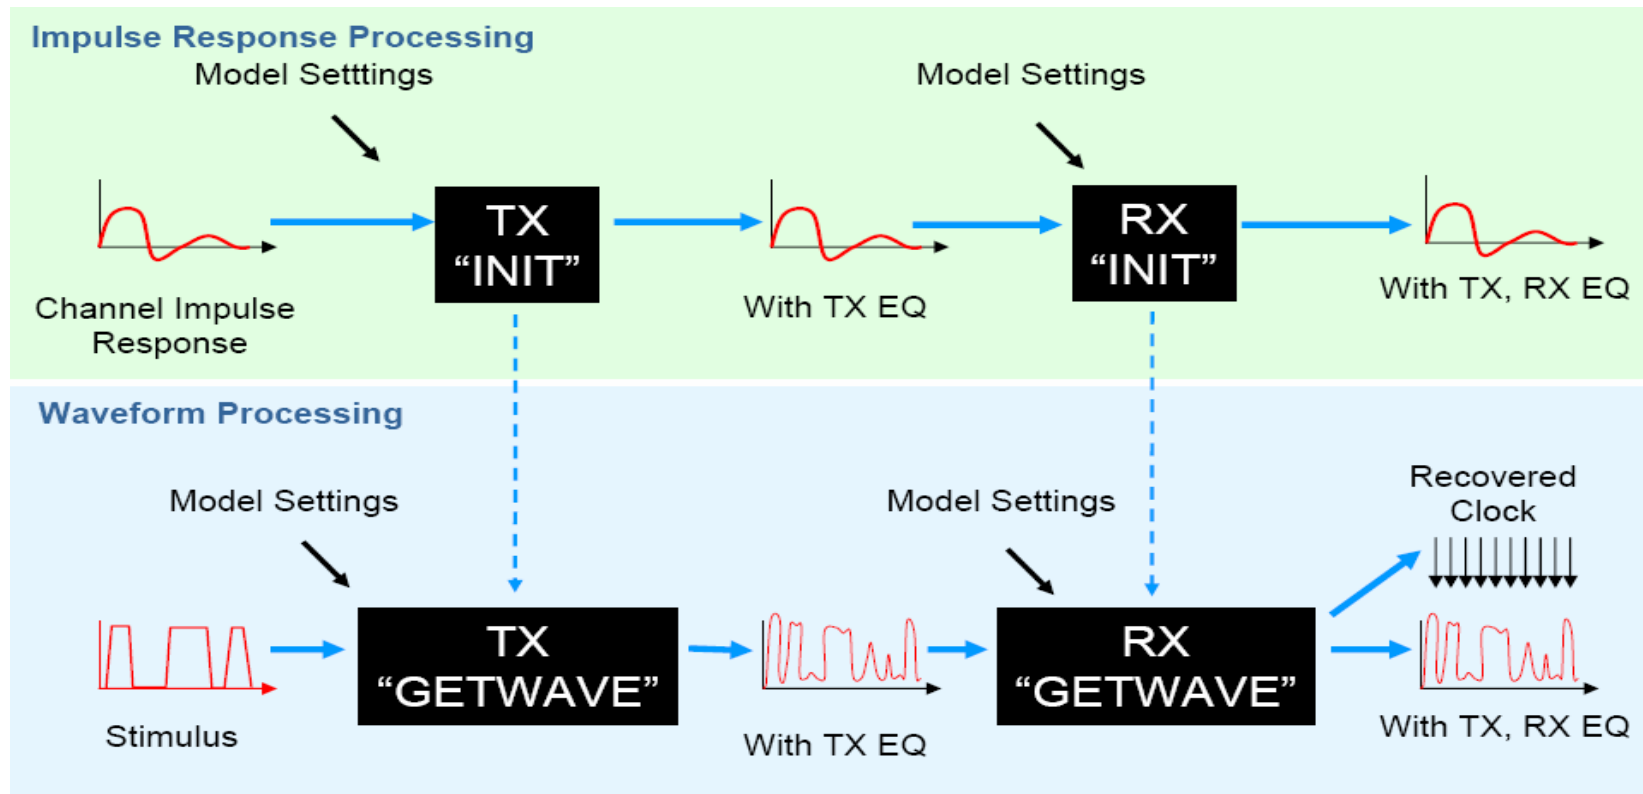 Impulse Response Processing
Model Setttings
Model Settings
TX
“INIT”
RX
“INIT”
Channel Impulse
Response
With TX EQ
With TX, RX EQ
Waveform Processing
Model Settings
Model Settings
Recovered
Clock
TX
“GETWAVE”
RX
“GETWAVE”
Stimulus
With TX EQ
With TX, RX EQ